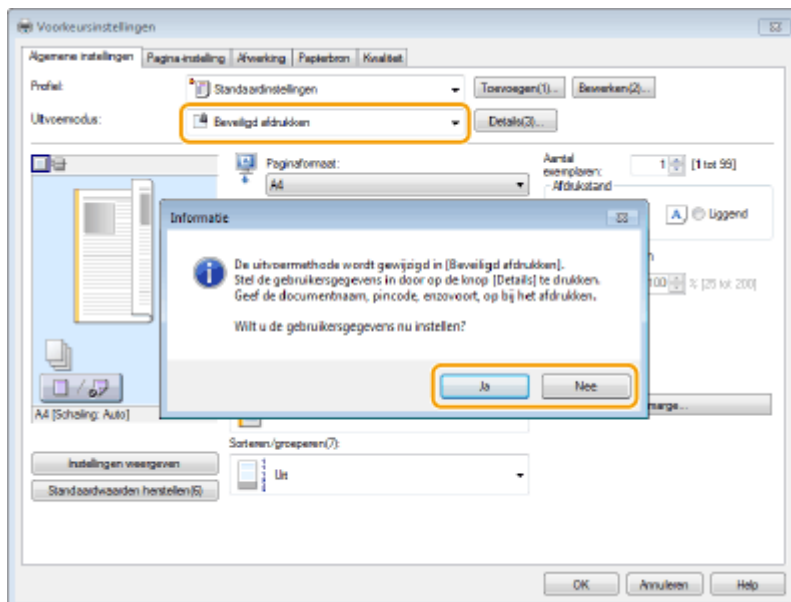 Voorkeursinstellingen
Algemene instellingen Pagina-instelling Afwerking Papierbron Kwaliteit
Profiel: Standaardinstellingen Toevoegen(1)... Bewerken(2)...
Uitvoermodus: Beveiligd afdrukken Details(3)...
Paginaformaat: Aantal exemplaren: 1 [1 tot 99]
A4 Afdrukstand
A Liggend
Informatie
De uitvoermethode wordt gewijzigd in [Beveiligd afdrukken].
Stel de gebruikersgegevens in door op de knop [Details] te drukken.
Geef de documentnaam, pincode, enzovoort, op bij het afdrukken.
Wilt u de gebruikersgegevens nu instellen?
100 % [25 tot 200]
Ja Nee
A4 [Schaling: Auto] marge...
Sorteren/groeperen(7):
Instellingen weergeven
Uit
Standaardwaarden herstellen(6)
OK Annuleren Help